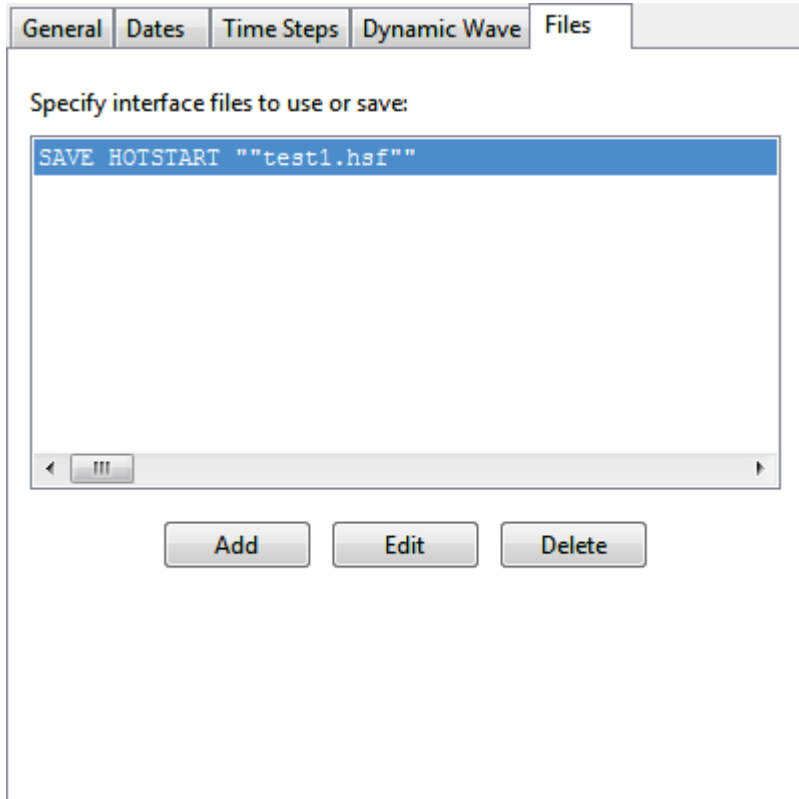 General Dates Time Steps Dynamic Wave Files
Specify interface files to use or save:
SAVE HOTSTART ""test1.hsf""
Add Edit Delete